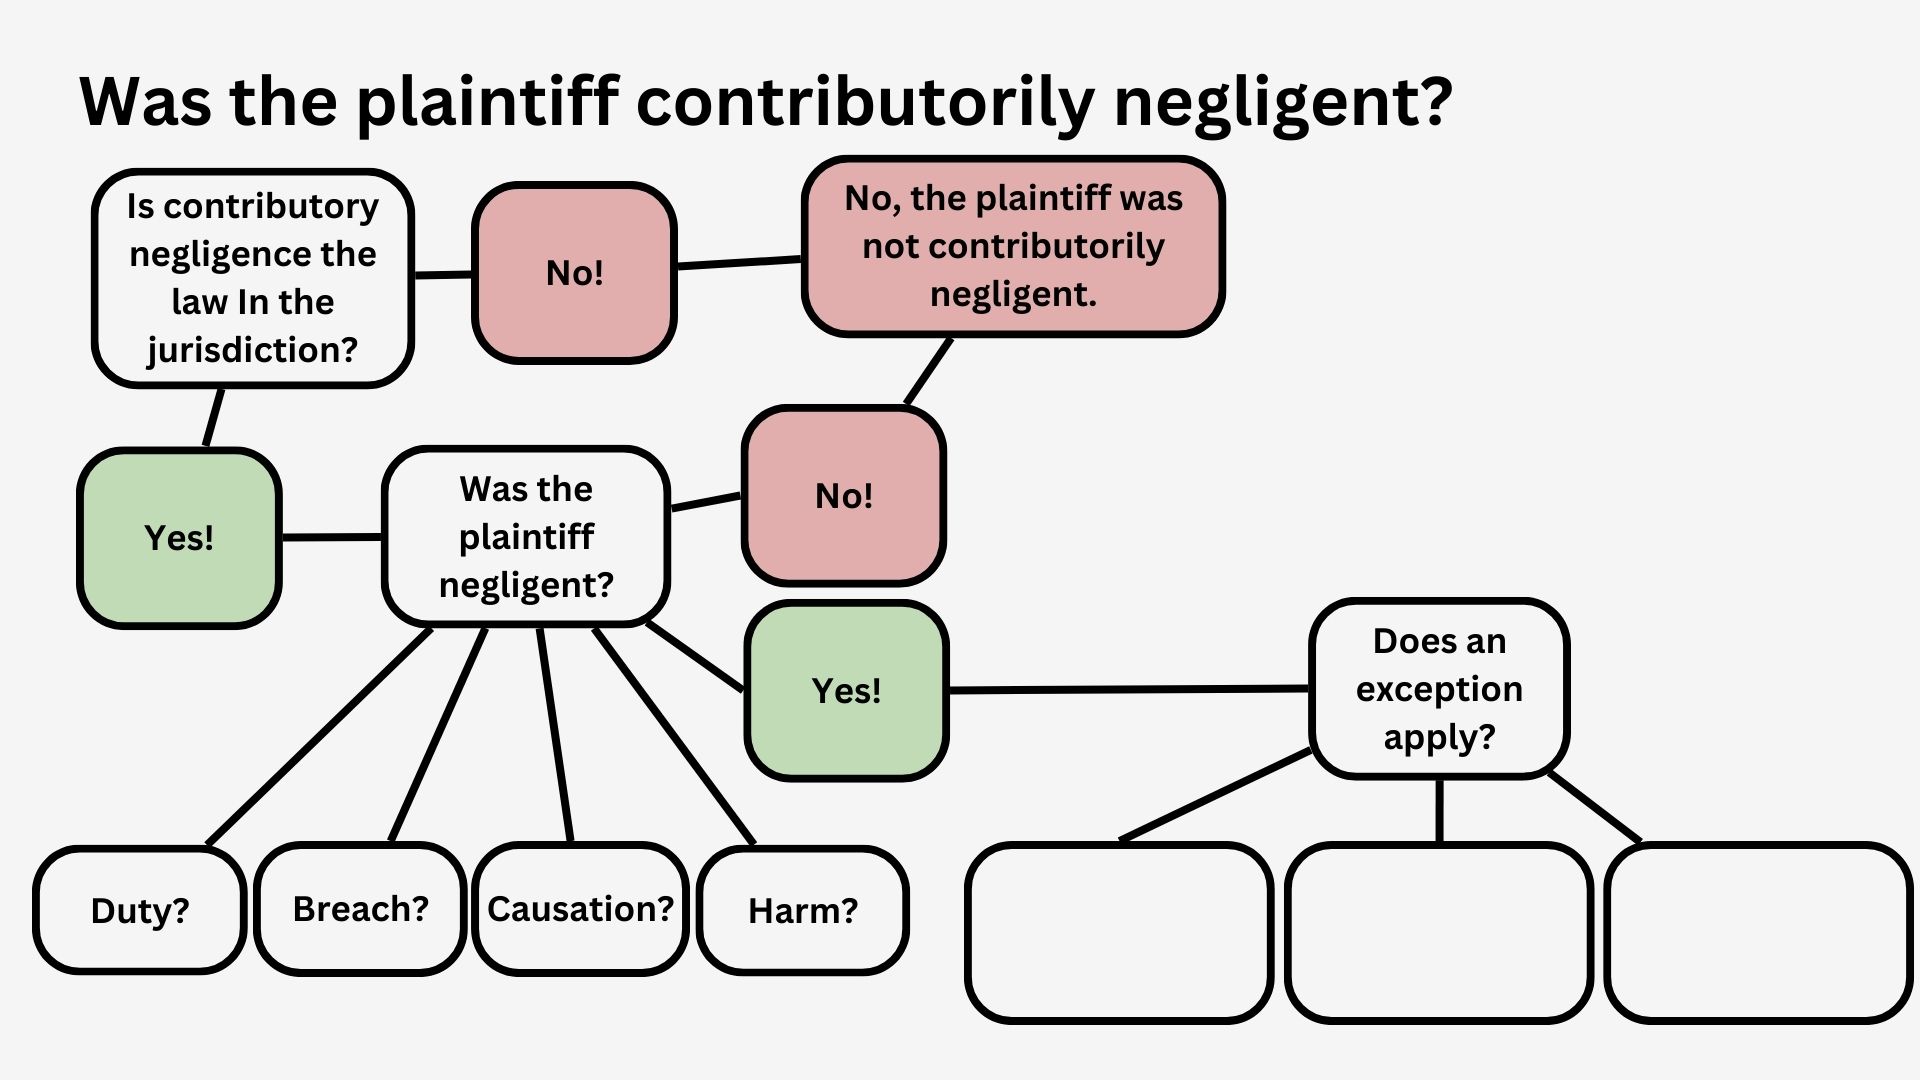 Was the plaintiff contributorily negligent?
Is contributory
negligence the
law In the
jurisdiction?
No!
No, the plaintiff was
not contributorily
negligent.
Yes!
Was the
plaintiff
negligent?
No!
Yes!
Does an
exception
apply?
Duty?
Breach?
Causation?
Harm?